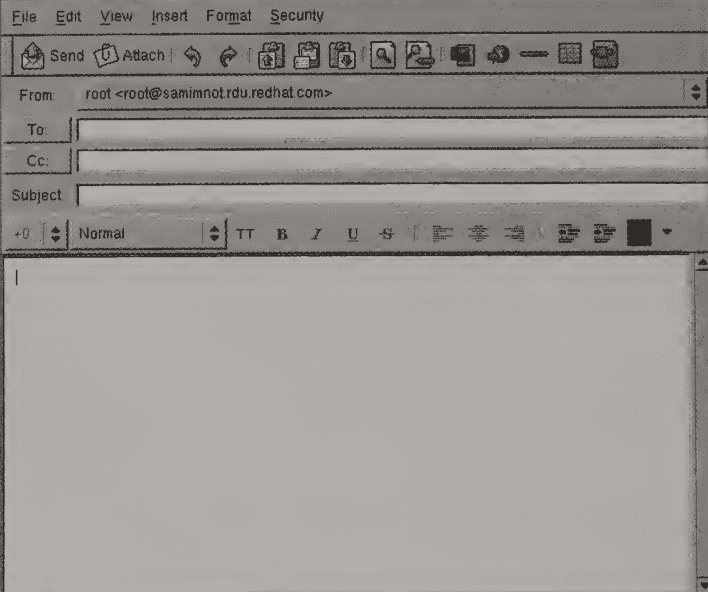 File Edit View Insert Format Security
Send Attach
From: root <root@samimnot.rdu.redhat.com>
To:
Cc:
Subject:
+0 Normal TT B I U S